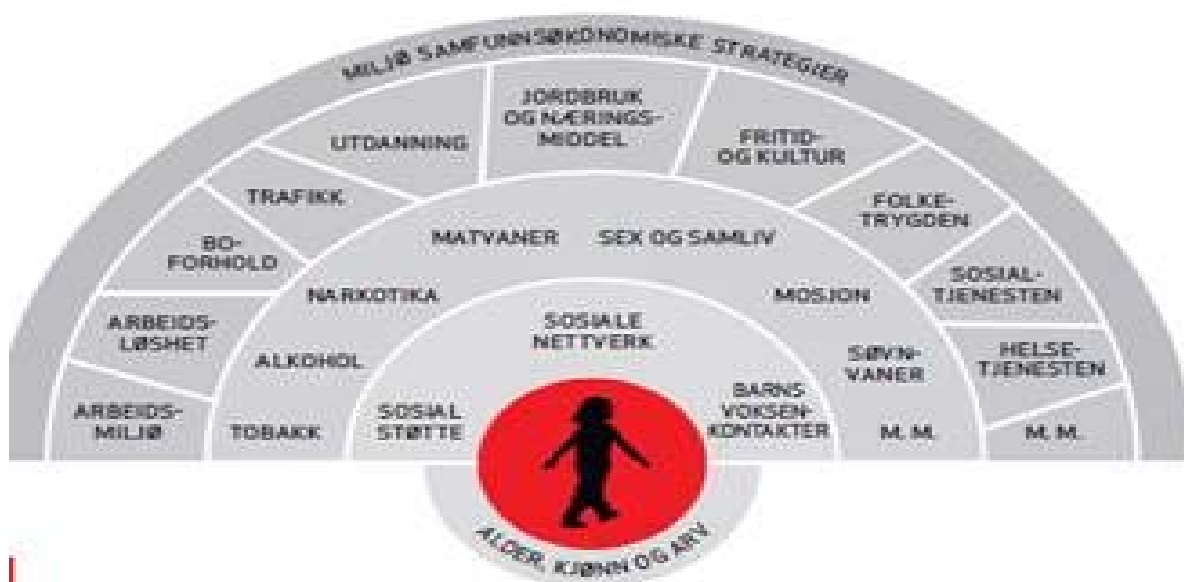 MILJØ SAMFUNNSØKONOMISKE STRATEGIER
ARBEIDS-
MILJØ
ARBEIDS-
LØSHET
BO-
FORHOLD
TRAFIKK
UTDANNING
JORDBRUK
OG NÆRINGS-
MIDDEL
FRITID-
OG KULTUR
FOLKE-
TRYGDEN
SOSIAL-
TJENESTEN
HELSE-
TJENESTEN
M. M.
TOBAKK
ALKOHOL
NARKOTIKA
MATVANER
SEX OG SAMLIV
MOSJON
SØVN-
VANER
M. M.
SOSIAL
STØTTE
SOSIALE
NETTVERK
BARNS
VOKSEN-
KONTAKTER
ALDER, KJØNN OG ARV